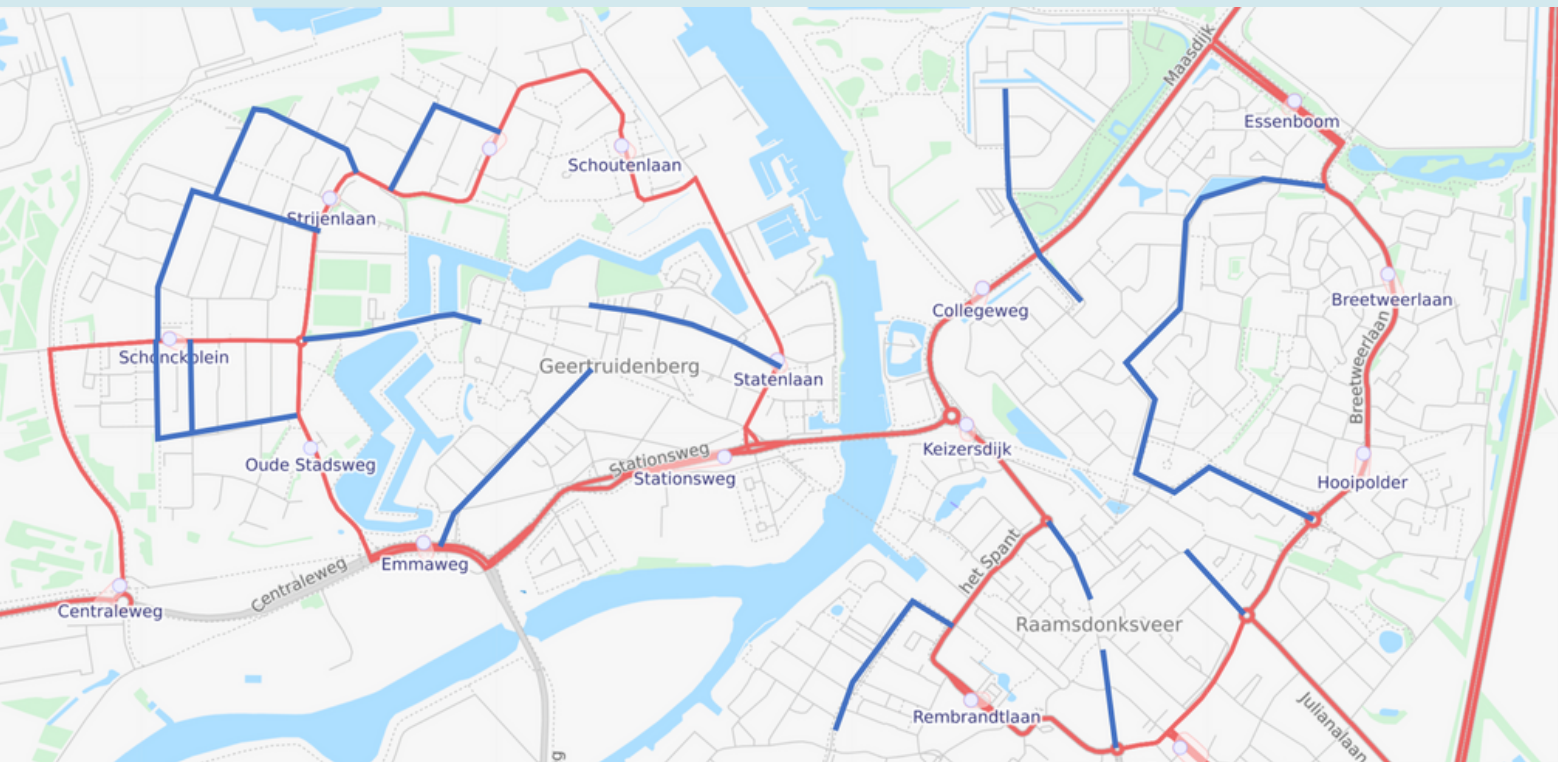 Maasdijk
Essenboom
Schoutenlaan
Strijenlaan
Breetweerlaan
Collegeweg
Breetweerlaan
Schonckplein
Geertruidenberg
Statenlaan
Keizersdijk
Oude Stadsweg
Stationsweg
Stationsweg
Hooipolder
Emmaweg
Centraleweg
het Spant
Centraleweg
Raamsdonksveer
Rembrandtlaan
Julianalaan
g